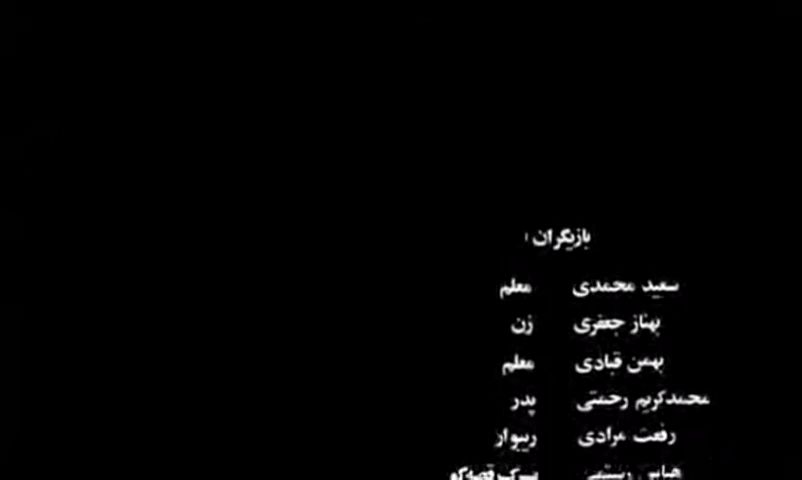 بازیگران :
سعید محمدی معلم
بهناز جعفری زن
بهمن قبادی معلم
محمدکریم رحمتی پدر
رفعت مرادی ریبوار